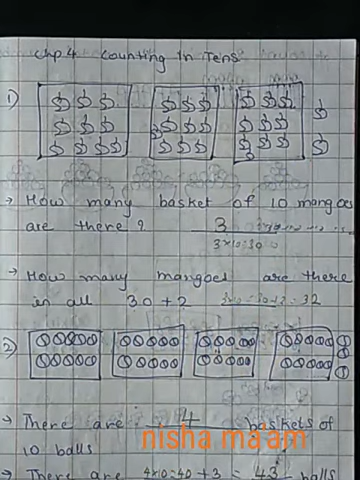 Chp 4 Counting In Tens
1)
→ How many basket of 10 mangoes
are there? 3
3×10=30
→ How many mangoes are there
in all 30+2 = 32
2)
→ There are 4 baskets of
10 balls
nisha ma am
→ There are 4×10=40 + 3 = 43 balls